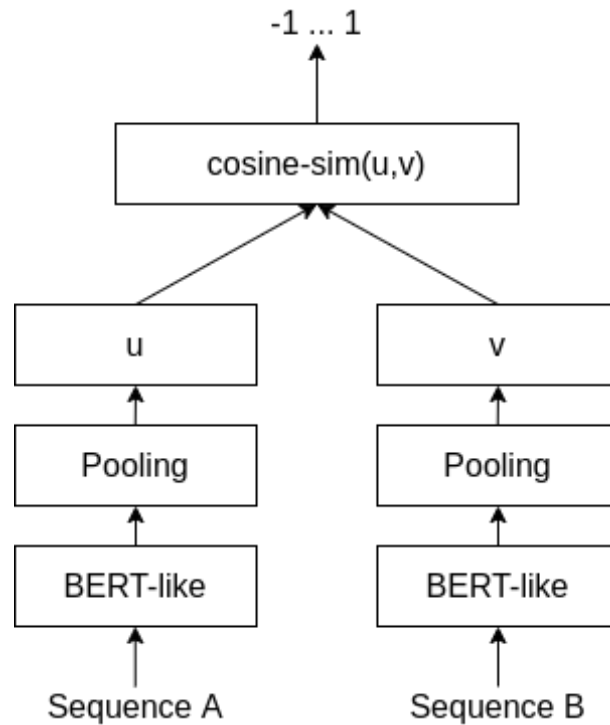 -1 ... 1
cosine-sim(u,v)
u
v
Pooling
Pooling
BERT-like
BERT-like
Sequence A
Sequence B